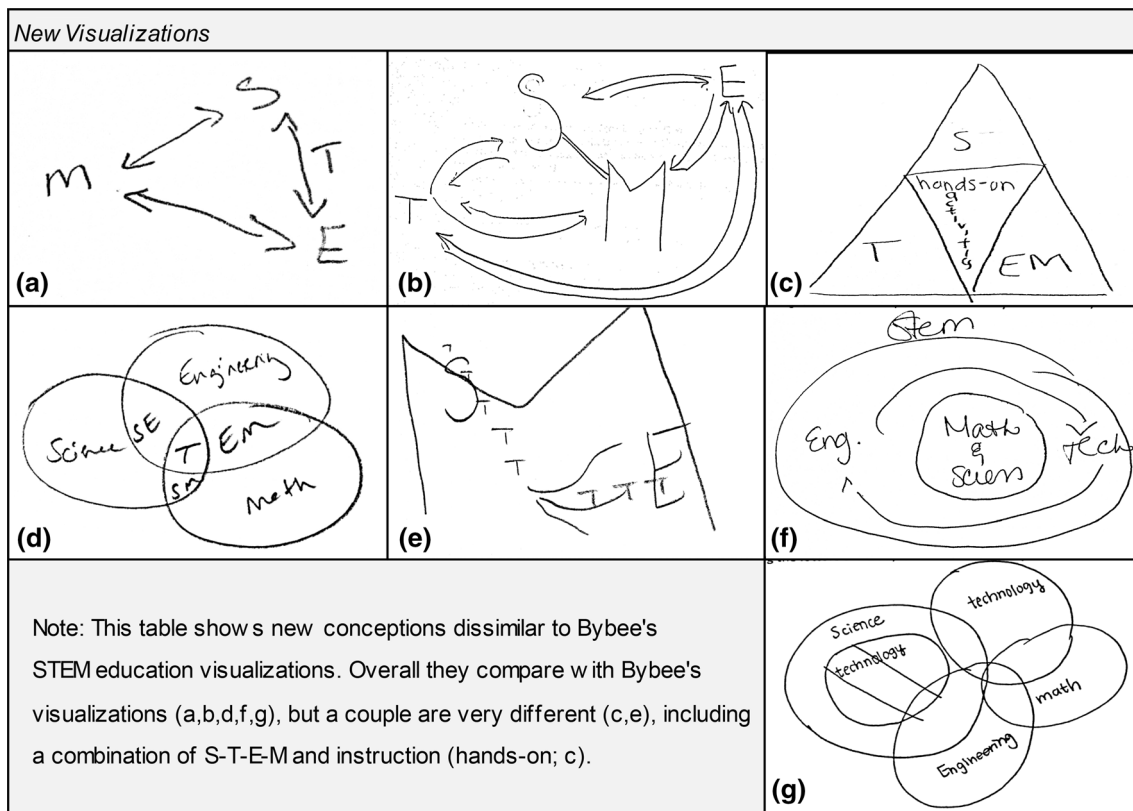 New Visualizations
M
S
T
E
(a)
S
E
T
M
(b)
S
hands-on
activity
T
EM
(c)
Engineering
Science
SE
T
EM
SM
Math
(d)
S
T
T
T
T
E
T T T T
(e)
Stem
Eng.
Math
&
Sciens
Tech
(f)
Note: This table shows new conceptions dissimilar to Bybee's
STEM education visualizations. Overall they compare with Bybee's
visualizations (a,b,d,f,g), but a couple are very different (c,e), including
a combination of S-T-E-M and instruction (hands-on; c).
technology
Science
technology
math
Engineering
(g)